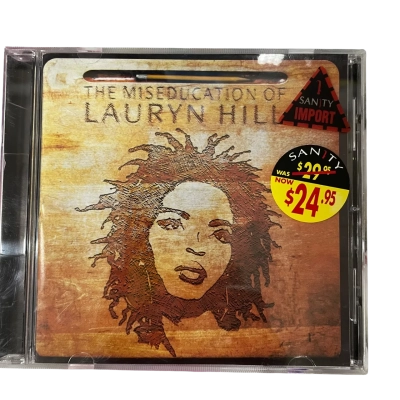 THE MISEDUCATION OF
LAURYN HILL
SANITY
IMPORT
SANITY
WAS $29.95
NOW
$24.95